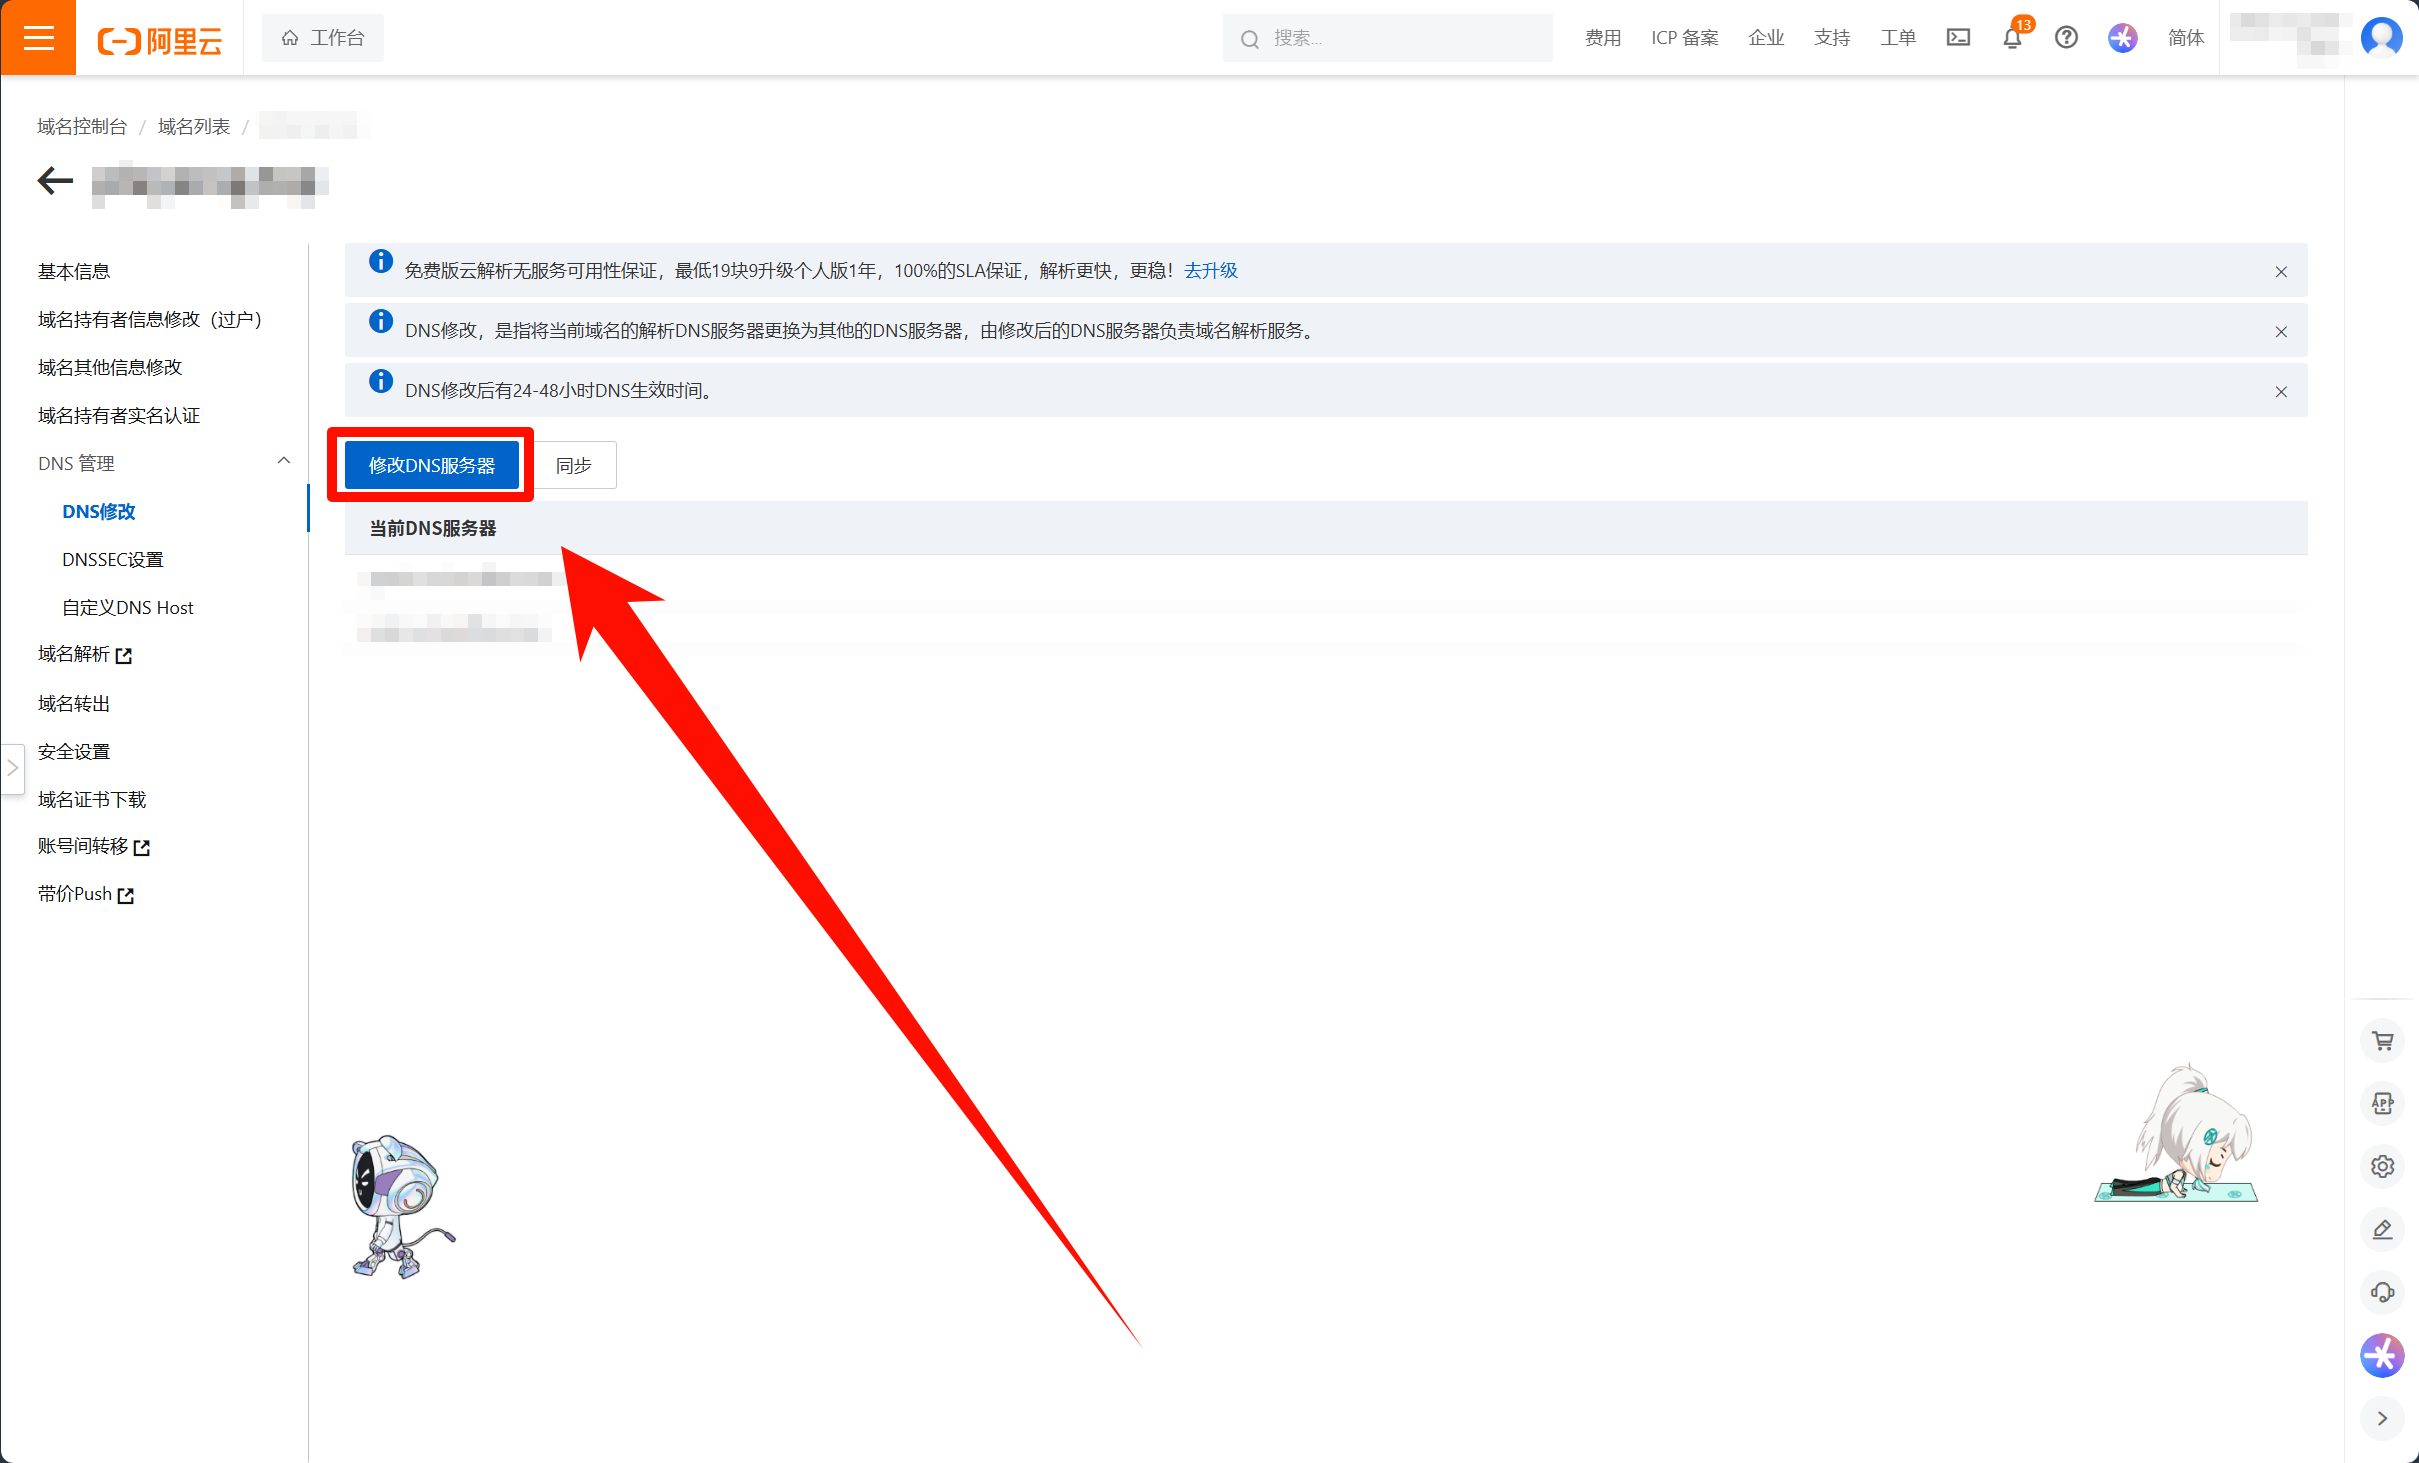 阿里云
工作台
搜索...
费用
ICP 备案
企业
支持
工单
13
简体
域名控制台 / 域名列表 /
基本信息
域名持有者信息修改（过户）
域名其他信息修改
域名持有者实名认证
DNS 管理
DNS修改
DNSSEC设置
自定义DNS Host
域名解析
域名转出
安全设置
域名证书下载
账号间转移
带价Push
免费版云解析无服务可用性保证，最低19块9升级个人版1年，100%的SLA保证，解析更快，更稳！去升级
DNS修改，是指将当前域名的解析DNS服务器更换为其他的DNS服务器，由修改后的DNS服务器负责域名解析服务。
DNS修改后有24-48小时DNS生效时间。
修改DNS服务器
同步
当前DNS服务器
APP